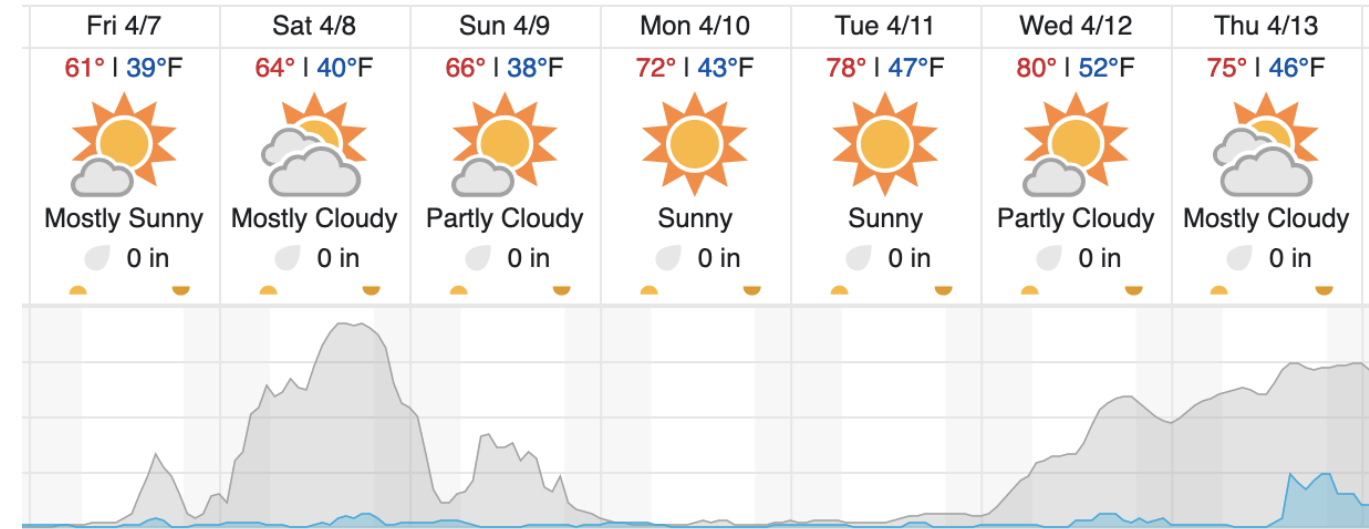 Fri 4/7 Sat 4/8 Sun 4/9 Mon 4/10 Tue 4/11 Wed 4/12 Thu 4/13
61° | 39°F 64° | 40°F 66° | 38°F 72° | 43°F 78° | 47°F 80° | 52°F 75° | 46°F
Mostly Sunny Mostly Cloudy Partly Cloudy Sunny Sunny Partly Cloudy Mostly Cloudy
0 in 0 in 0 in 0 in 0 in 0 in 0 in